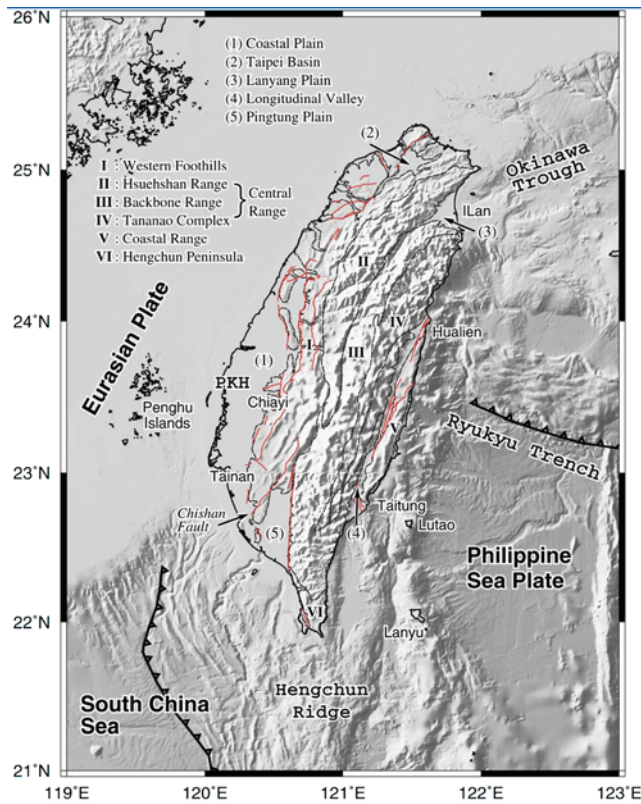 26˚N
(1) Coastal Plain
(2) Taipei Basin
(3) Lanyang Plain
(4) Longitudinal Valley
(5) Pingtung Plain
(2)
25˚N
I : Western Foothills
II : Hsuehshan Range
III : Backbone Range
IV : Tananao Complex
Central
Range
V : Coastal Range
VI : Hengchun Peninsula
Okinawa
Trough
ILan
(3)
II
24˚N
Eurasian Plate
IV
Hualien
I
III
(1)
PKH
Chiayi
Penghu
Islands
V
Ryukyu Trench
23˚N
Tainan
Chishan
Fault
(5)
(4)
Taitung
Lutao
Philippine
Sea Plate
22˚N
VI
Lanyu
Hengchun
Ridge
South China
Sea
21˚N
119˚E
120˚E
121˚E
122˚E
123˚E